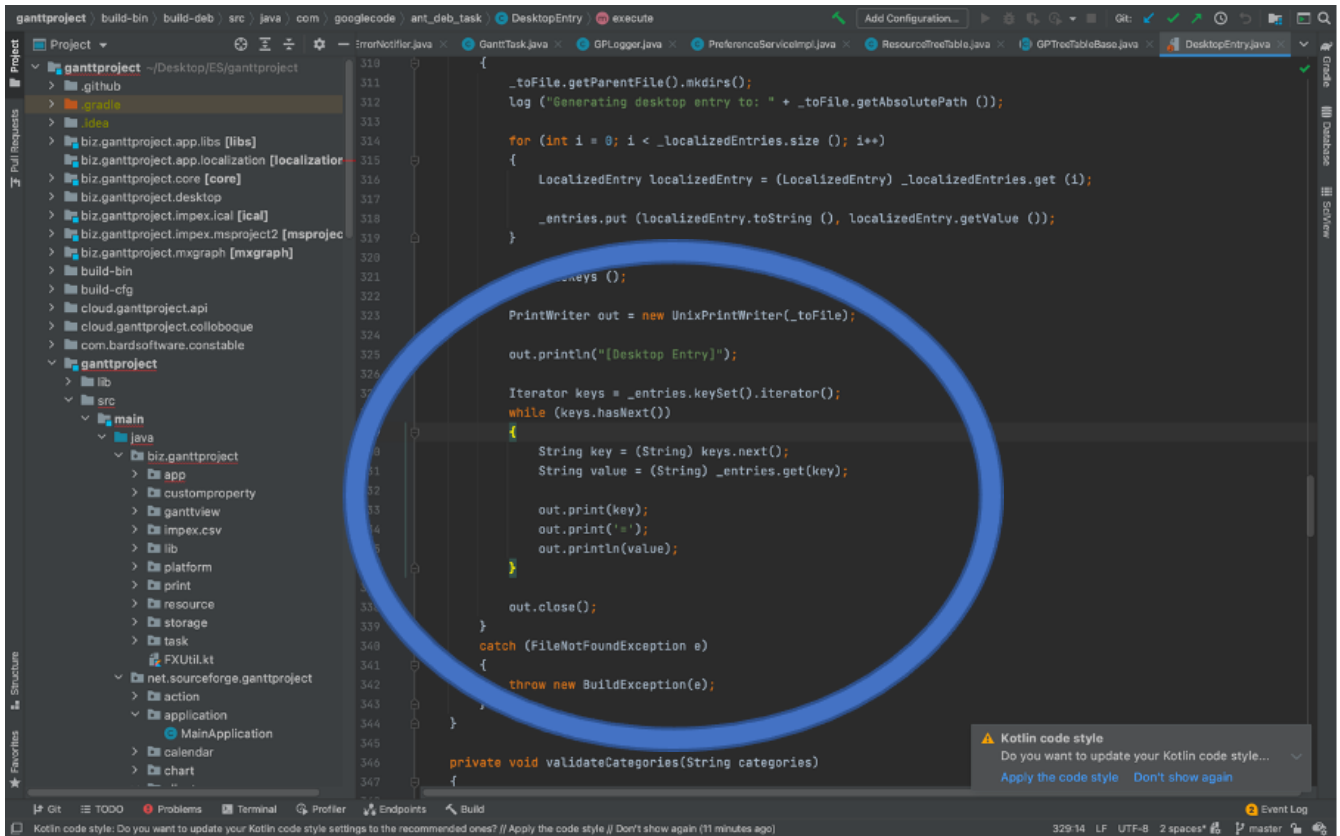 ganttproject > build-bin > build-deb > src > java > com > googlecode > ant_deb_task > DesktopEntry > execute
Add Configuration...
Git:
Project
ErrorNotifier.java
GanttTask.java
GPLogger.java
PreferenceServiceImpl.java
ResourceTreeTable.java
GPTreeTableBase.java
DesktopEntry.java
Project
Pull Requests
Structure
Favorites
ganttproject ~/Desktop/ES/ganttproject
.github
.gradle
.idea
biz.ganttproject.app.libs [libs]
biz.ganttproject.app.localization [localization
biz.ganttproject.core [core]
biz.ganttproject.desktop
biz.ganttproject.impex.ical [ical]
biz.ganttproject.impex.msproject2 [msprojec
biz.ganttproject.mxgraph [mxgraph]
build-bin
build-cfg
cloud.ganttproject.api
cloud.ganttproject.colloboque
com.bardsoftware.constable
ganttproject
lib
src
main
java
biz.ganttproject
app
customproperty
ganttview
impex.csv
lib
platform
print
resource
storage
task
FXUtil.kt
net.sourceforge.ganttproject
action
application
MainApplication
calendar
chart
310 {
311 _toFile.getParentFile().mkdirs();
312 log ("Generating desktop entry to: " + _toFile.getAbsolutePath ());
313
314 for (int i = 0; i < _localizedEntries.size (); i++)
315 {
316 LocalizedEntry localizedEntry = (LocalizedEntry) _localizedEntries.get (i);
317
318 _entries.put (localizedEntry.toString (), localizedEntry.getValue ());
319 }
320
321 keys ();
322
323 PrintWriter out = new UnixPrintWriter(_toFile);
324
325 out.println("[Desktop Entry]");
326
Iterator keys = _entries.keySet().iterator();
while (keys.hasNext())
{
String key = (String) keys.next();
String value = (String) _entries.get(key);
out.print(key);
out.print('=');
out.println(value);
}
338 out.close();
339 }
340 catch (FileNotFoundException e)
341 {
342 throw new BuildException(e);
343 }
344 }
345
346 private void validateCategories(String categories)
347 {
Gradle
Database
SciView
Kotlin code style
Do you want to update your Kotlin code style...
Apply the code style Don't show again
Git TODO Problems Terminal Profiler Endpoints Build
2 Event Log
Kotlin code style: Do you want to update your Kotlin code style settings to the recommended ones? // Apply the code style // Don't show again (11 minutes ago)
329:14 LF UTF-8 2 spaces* master